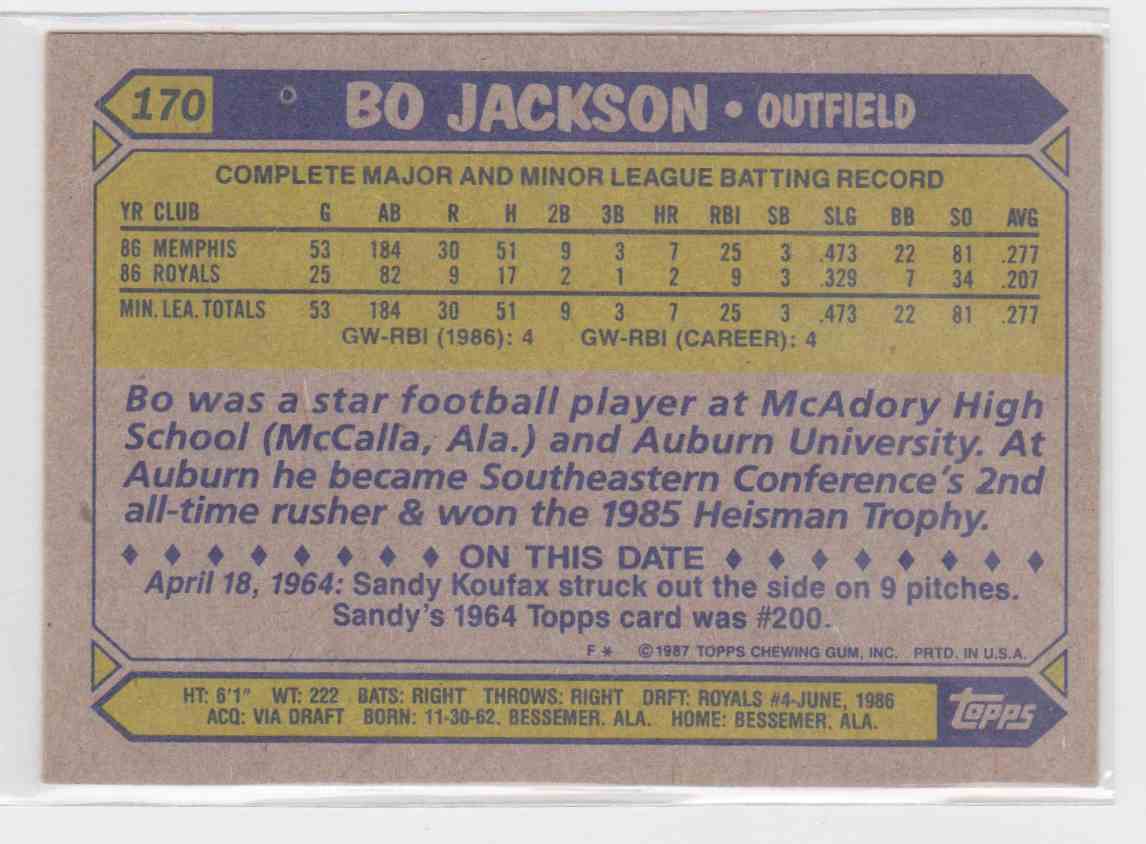 170 BO JACKSON • OUTFIELD
COMPLETE MAJOR AND MINOR LEAGUE BATTING RECORD
YR CLUB G AB R H 2B 3B HR RBI SB SLG BB SO AVG
86 MEMPHIS 53 184 30 51 9 3 7 25 3 .473 22 81 .277
86 ROYALS 25 82 9 17 2 1 2 9 3 .329 7 34 .207
MIN. LEA. TOTALS 53 184 30 51 9 3 7 25 3 .473 22 81 .277
GW-RBI (1986): 4 GW-RBI (CAREER): 4
Bo was a star football player at McAdory High
School (McCalla, Ala.) and Auburn University. At
Auburn he became Southeastern Conference's 2nd
all-time rusher & won the 1985 Heisman Trophy.
♦ ♦ ♦ ♦ ♦ ♦ ♦ ♦ ON THIS DATE ♦ ♦ ♦ ♦ ♦ ♦ ♦ ♦
April 18, 1964: Sandy Koufax struck out the side on 9 pitches.
Sandy's 1964 Topps card was #200.
F * ©1987 TOPPS CHEWING GUM, INC. PRTD. IN U.S.A.
HT: 6'1" WT: 222 BATS: RIGHT THROWS: RIGHT DRFT: ROYALS #4-JUNE, 1986
ACQ: VIA DRAFT BORN: 11-30-62, BESSEMER, ALA. HOME: BESSEMER, ALA.
Topps